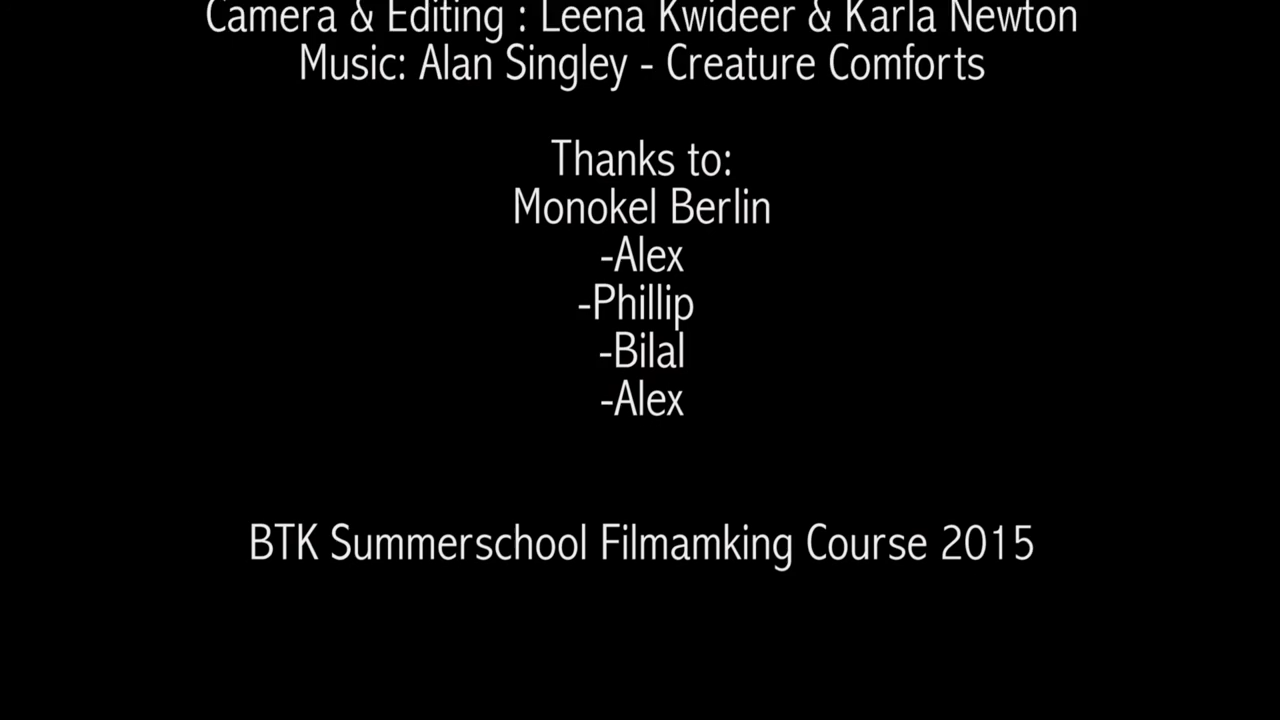 Camera & Editing : Leena Kwideer & Karla Newton
Music: Alan Singley - Creature Comforts
Thanks to:
Monokel Berlin
-Alex
-Phillip
-Bilal
-Alex
BTK Summerschool Filmamking Course 2015